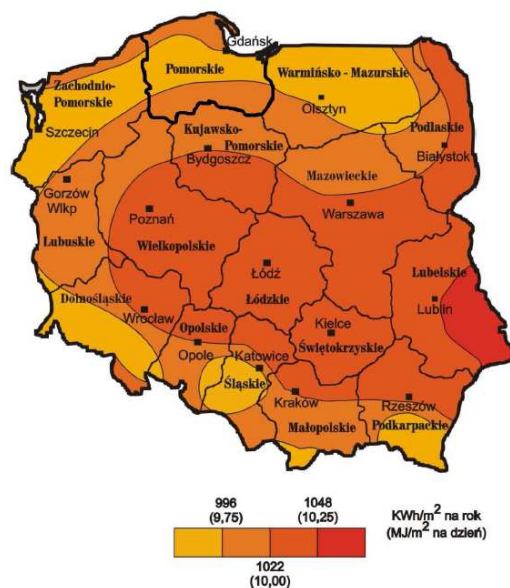 Gdańsk
Pomorskie
Warmińsko - Mazurskie
Zachodnio-
Pomorskie
Olsztyn
Szczecin
Kujawsko-
Pomorskie
Podlaskie
Bydgoszcz
Białystok
Mazowieckie
Gorzów
Wlkp
Poznań
Warszawa
Lubuskie
Wielkopolskie
Łódź
Łódzkie
Lubelskie
Lublin
Dolnośląskie
Wrocław
Opolskie
Opole
Kielce
Świętokrzyskie
Katowice
Śląskie
Kraków
Rzeszów
Małopolskie
Podkarpackie
996 1048 KWh/m² na rok
(9,75) (10,25) (MJ/m² na dzień)
1022
(10,00)